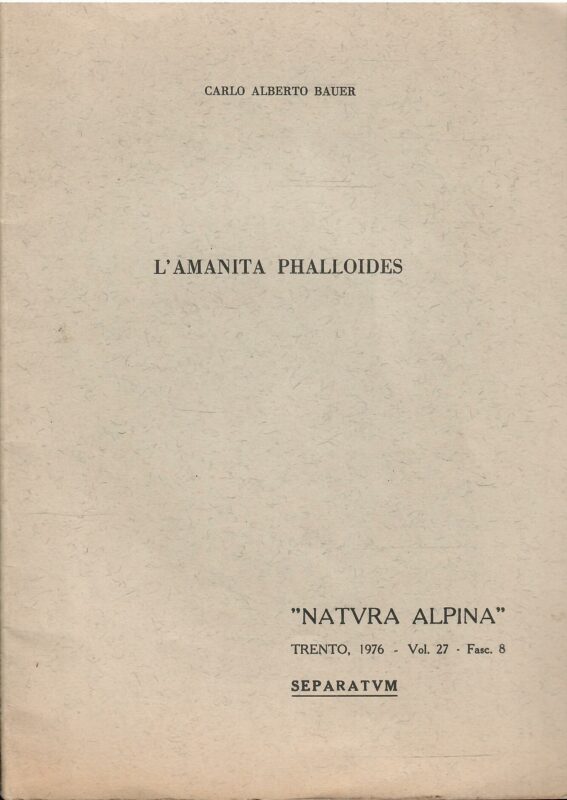 CARLO ALBERTO BAUER
L'AMANITA PHALLOIDES
"NATVRA ALPINA"
TRENTO, 1976 - Vol. 27 - Fasc. 8
SEPARATVM